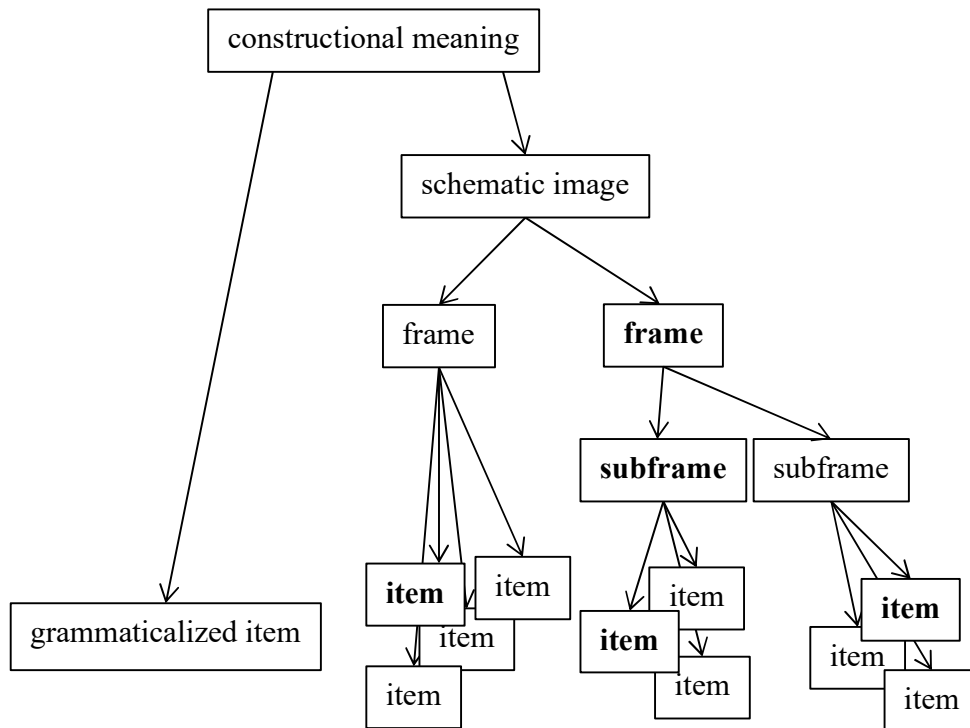 constructional meaning
schematic image
frame
frame
subframe
subframe
item
item
item
item
grammaticalized item
item
item
item
item
item
item